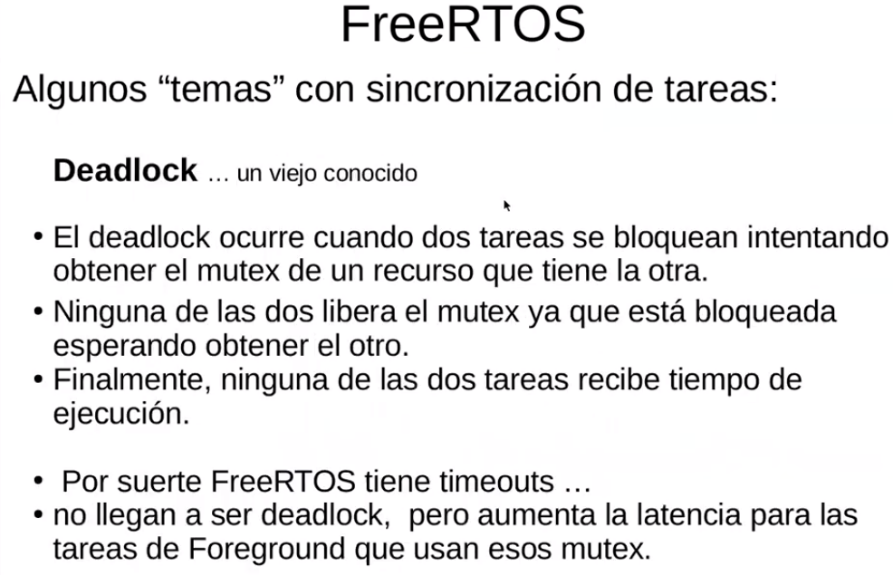 FreeRTOS
Algunos “temas” con sincronización de tareas:
Deadlock ... un viejo conocido
• El deadlock ocurre cuando dos tareas se bloquean intentando
obtener el mutex de un recurso que tiene la otra.
• Ninguna de las dos libera el mutex ya que está bloqueada
esperando obtener el otro.
• Finalmente, ninguna de las dos tareas recibe tiempo de
ejecución.
• Por suerte FreeRTOS tiene timeouts ...
• no llegan a ser deadlock, pero aumenta la latencia para las
tareas de Foreground que usan esos mutex.